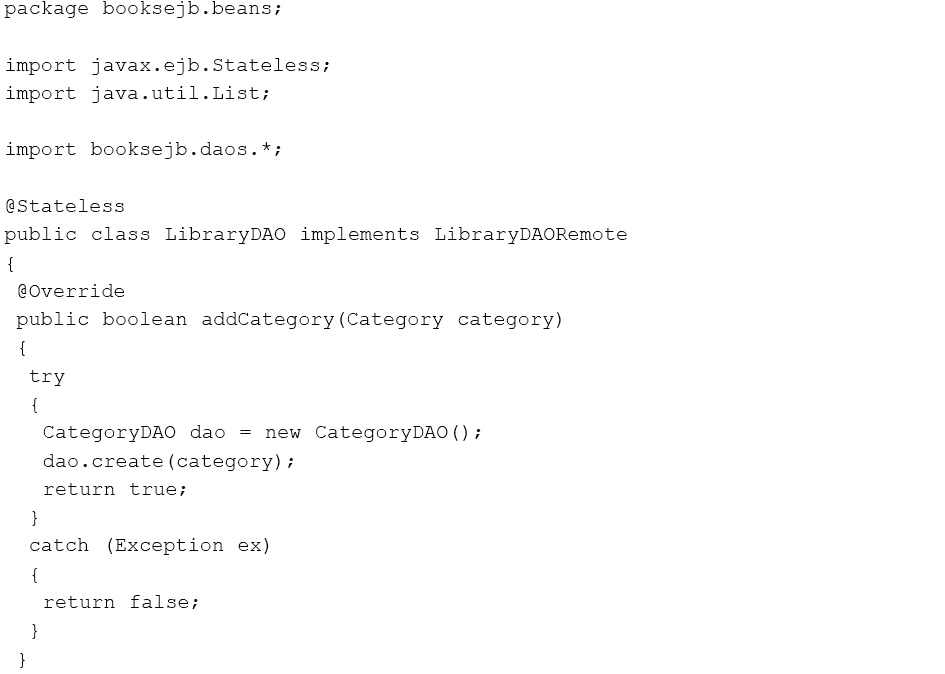 package booksejb.beans;
import javax.ejb.Stateless;
import java.util.List;
import booksejb.daos.*;
@Stateless
public class LibraryDAO implements LibraryDAORemote
{
@Override
public boolean addCategory(Category category)
{
try
{
CategoryDAO dao = new CategoryDAO();
dao.create(category);
return true;
}
catch (Exception ex)
{
return false;
}
}